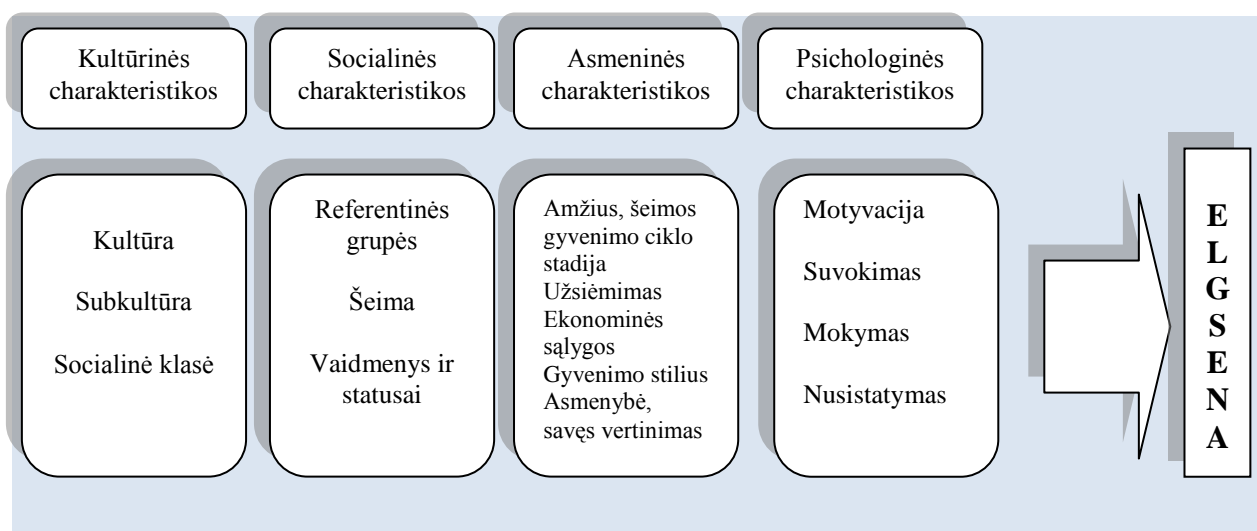 Kultūrinės
charakteristikos
Socialinės
charakteristikos
Asmeninės
charakteristikos
Psichologinės
charakteristikos
Kultūra
Subkultūra
Socialinė klasė
Referentinės
grupės
Šeima
Vaidmenys ir
statusai
Amžius, šeimos
gyvenimo ciklo
stadija
Užsiėmimas
Ekonominės
sąlygos
Gyvenimo stilius
Asmenybė,
savęs vertinimas
Motyvacija
Suvokimas
Mokymas
Nusistatymas
E
L
G
S
E
N
A